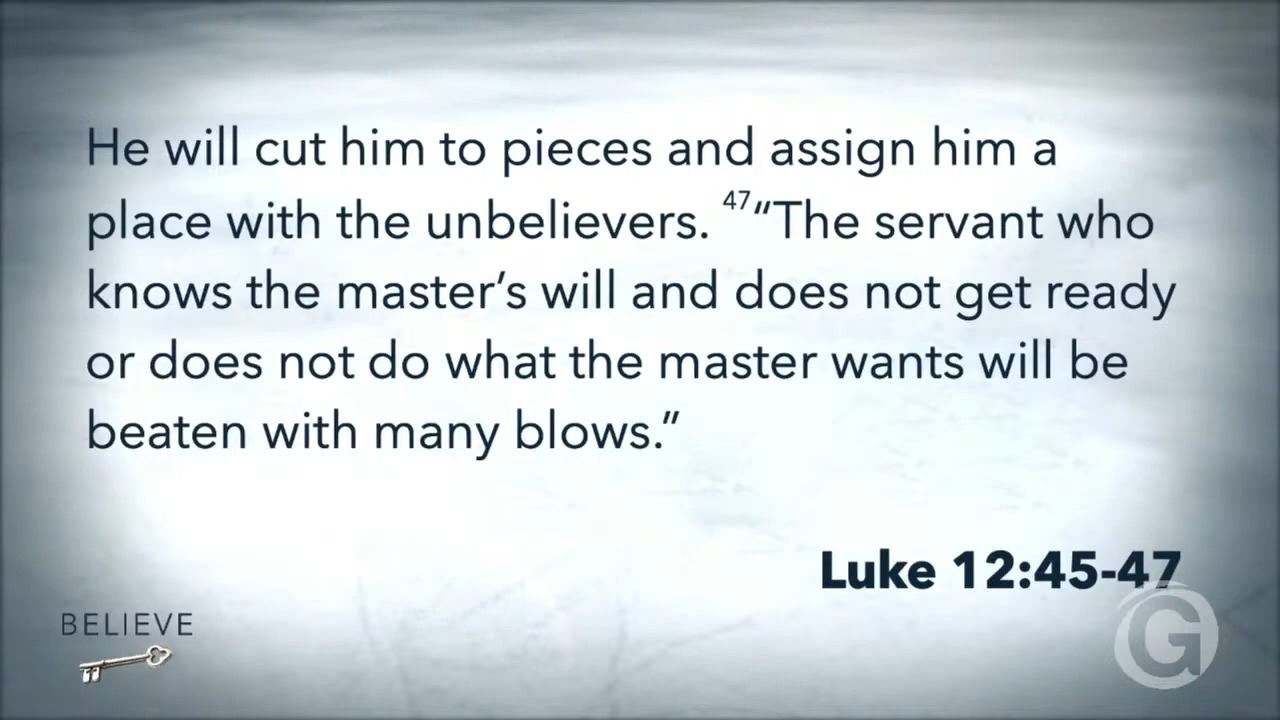 He will cut him to pieces and assign him a
place with the unbelievers. 47“The servant who
knows the master’s will and does not get ready
or does not do what the master wants will be
beaten with many blows.”
Luke 12:45-47
BELIEVE
G